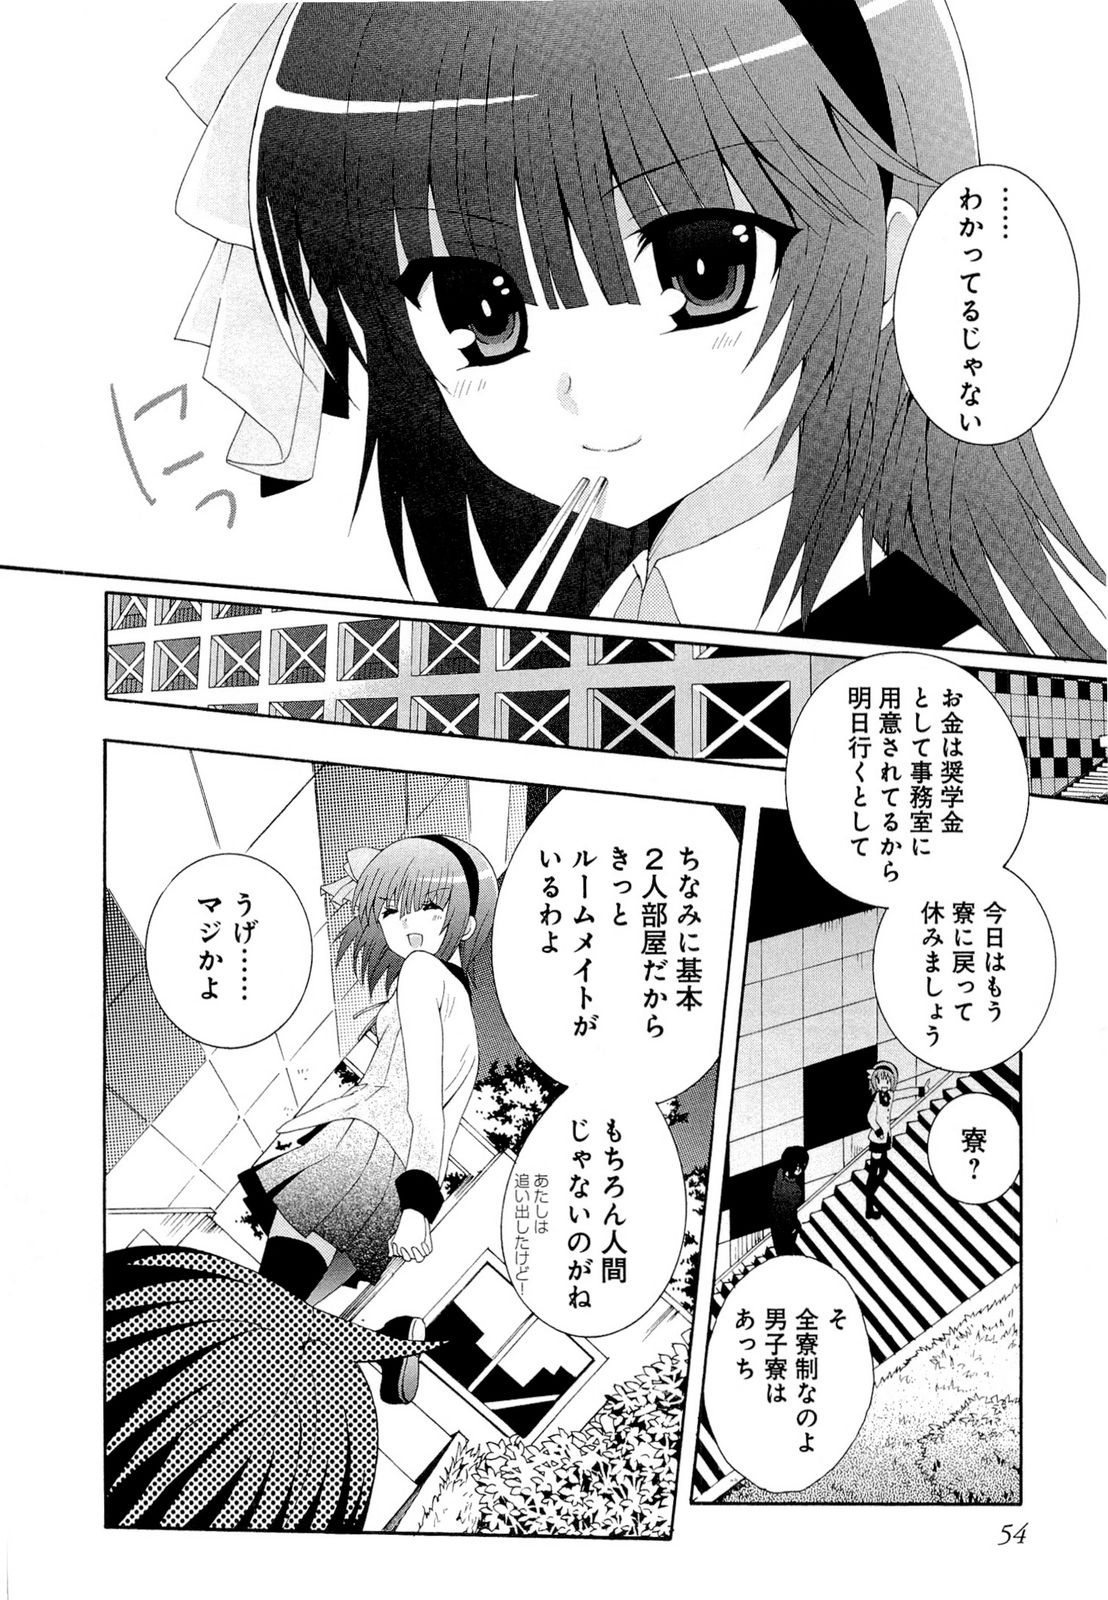 ……
わかってるじゃない
にっ
お金は奨学金
として事務室に
用意されてるから
明日行くとして
今日はもう
寮に戻って
休みましょう
寮?
そ
全寮制なのよ
男子寮は
あっち
ちなみに基本
2人部屋だから
きっと
ルームメイトが
いるわよ
もちろん人間
じゃないのがね
あたしは
追い出したけど!
うげ……
マジかよ
54